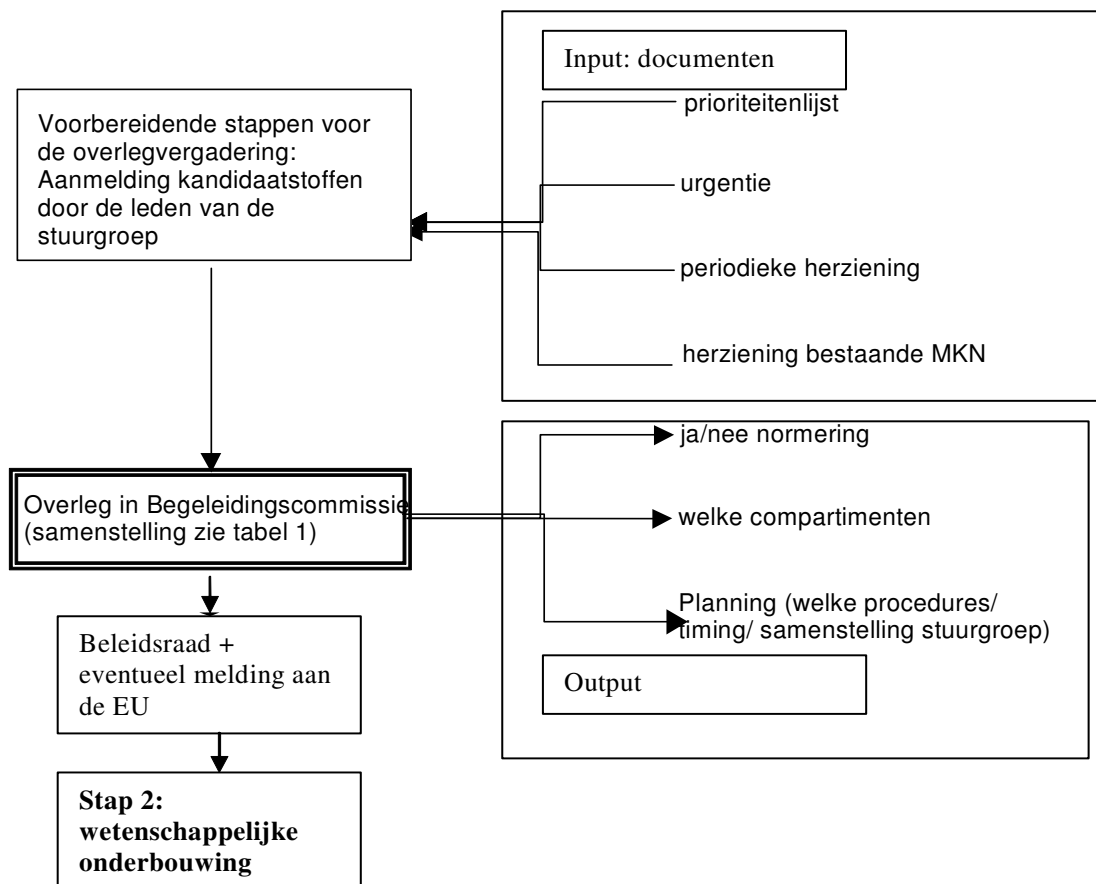 Input: documenten
prioriteitenlijst
urgentie
periodieke herziening
herziening bestaande MKN
Voorbereidende stappen voor
de overlegvergadering:
Aanmelding kandidaatstoffen
door de leden van de
stuurgroep
ja/nee normering
welke compartimenten
Planning (welke procedures/
timing/ samenstelling stuurgroep)
Output
Overleg in Begeleidingscommissie
(samenstelling zie tabel 1)
Beleidsraad +
eventueel melding aan
de EU
Stap 2:
wetenschappelijke
onderbouwing